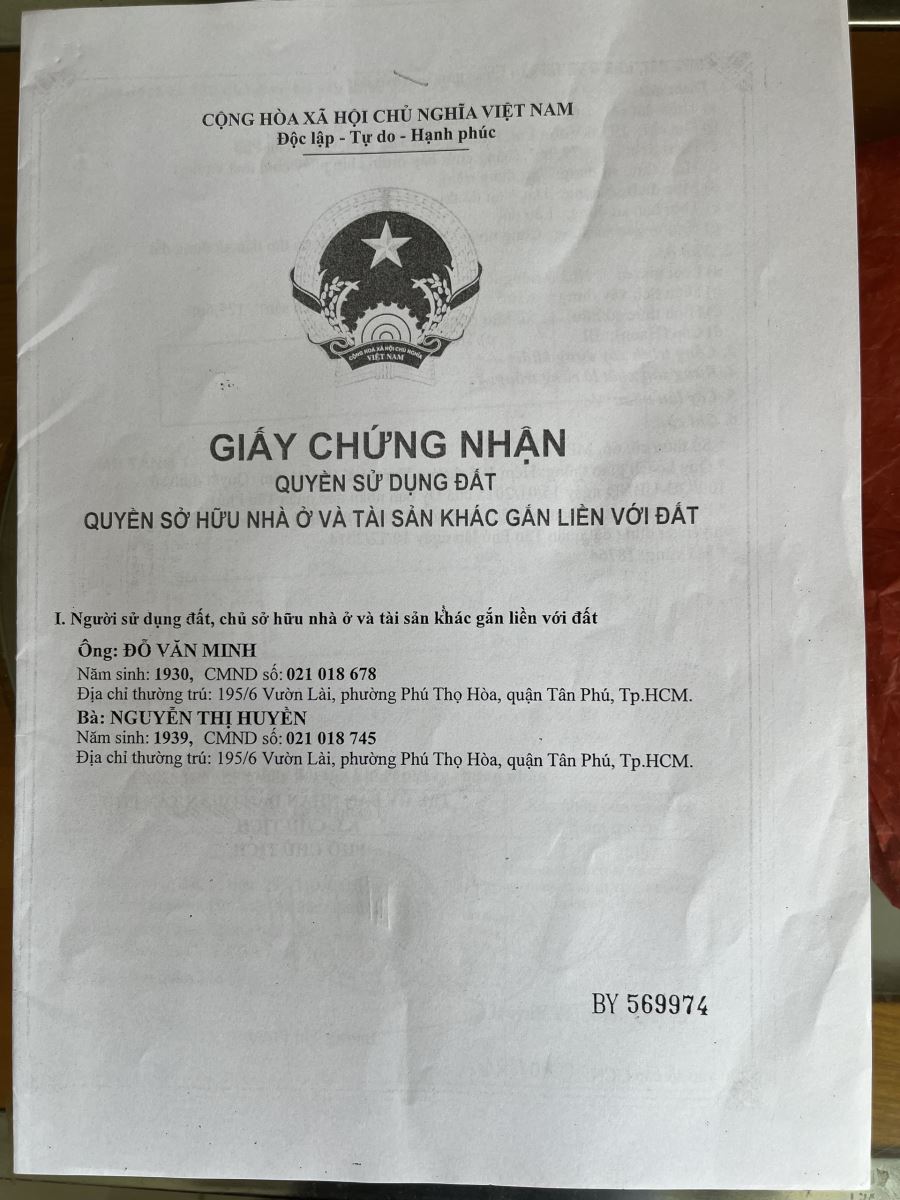 CỘNG HÒA XÃ HỘI CHỦ NGHĨA VIỆT NAM
Độc lập - Tự do - Hạnh phúc
CỘNG HÒA XÃ HỘI CHỦ NGHĨA
VIỆT NAM
GIẤY CHỨNG NHẬN
QUYỀN SỬ DỤNG ĐẤT
QUYỀN SỞ HỮU NHÀ Ở VÀ TÀI SẢN KHÁC GẮN LIỀN VỚI ĐẤT
I. Người sử dụng đất, chủ sở hữu nhà ở và tài sản khác gắn liền với đất
Ông: ĐỖ VĂN MINH
Năm sinh: 1930, CMND số: 021 018 678
Địa chỉ thường trú: 195/6 Vườn Lài, phường Phú Thọ Hòa, quận Tân Phú, Tp.HCM.
Bà: NGUYỄN THỊ HUYỀN
Năm sinh: 1939, CMND số: 021 018 745
Địa chỉ thường trú: 195/6 Vườn Lài, phường Phú Thọ Hòa, quận Tân Phú, Tp.HCM.
BY 569974